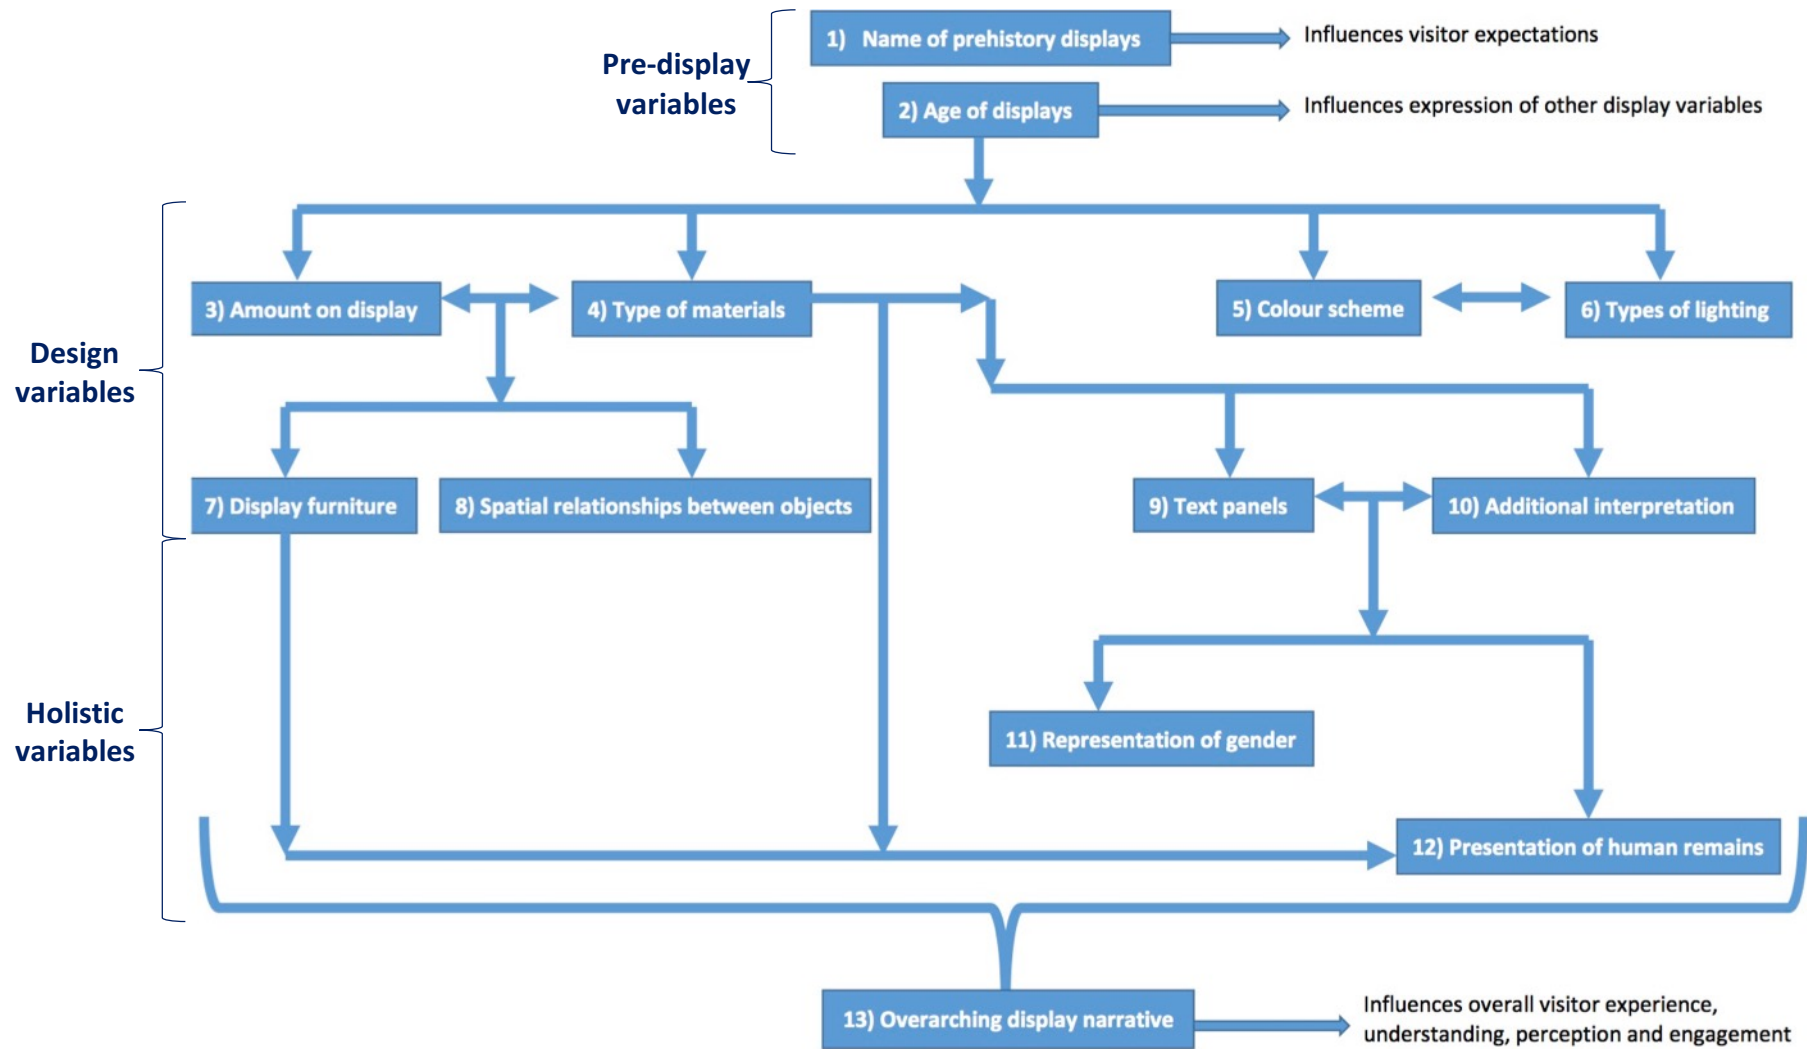 1) Name of prehistory displays
Influences visitor expectations
Pre-display
variables
2) Age of displays
Influences expression of other display variables
Design
variables
3) Amount on display
4) Type of materials
5) Colour scheme
6) Types of lighting
7) Display furniture
8) Spatial relationships between objects
9) Text panels
10) Additional interpretation
Holistic
variables
11) Representation of gender
12) Presentation of human remains
13) Overarching display narrative
Influences overall visitor experience,
understanding, perception and engagement